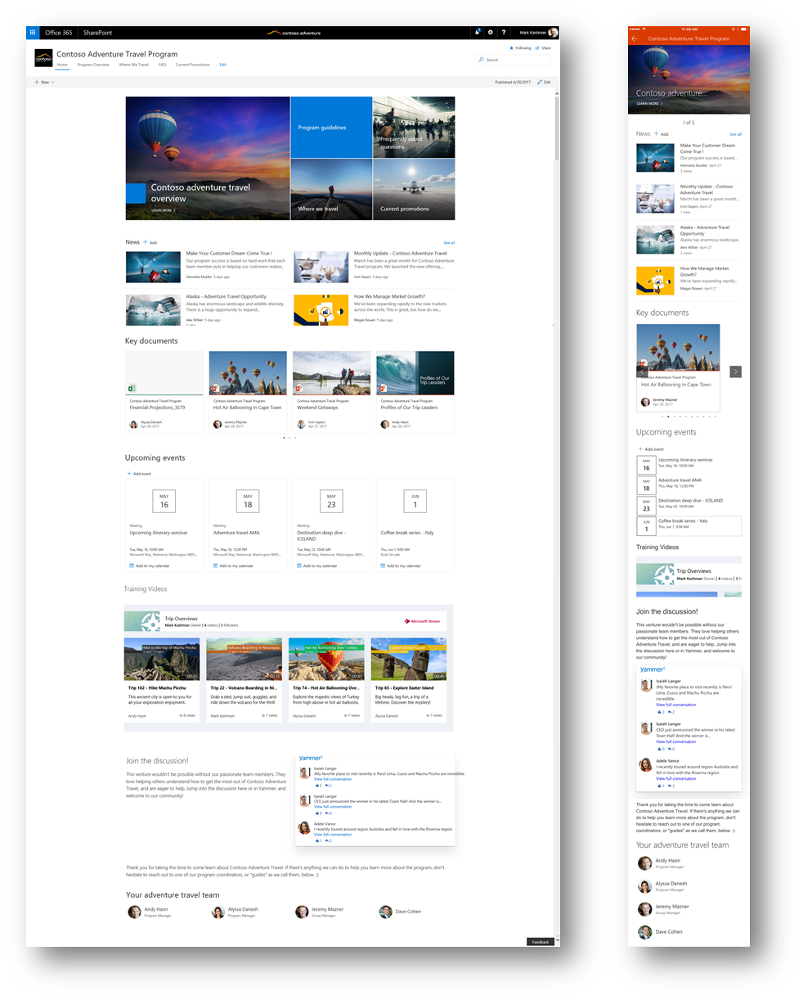 Office 365
SharePoint
contoso adventure
?
Mark Kashman
contoso
Contoso Adventure Travel Program
Following
Share
Home
Program Overview
Where We Travel
FAQ
Current Promotions
Edit
Search
+ New
Published 4/28/2017
Edit
Contoso adventure travel
overview
LEARN MORE
Program guidelines
Frequently asked
questions
Where we travel
Current promotions
News
+ Add
See all
Make Your Customer Dream Come True !
Our program success is based on hard work that each
team member puts in helping our customers realize...
Henrietta Mueller 5 days ago
Monthly Update - Contoso Adventure Travel
March has been a great month for Contoso Adventure
Travel program. We launched the new offering,...
Irvin Sayers 5 days ago
Alaska - Adventure Travel Opportunity
Alaska has enormous landscape and wildlife diversity.
There is a huge opportunity to expand...
Alex Wilber 5 days ago
How We Manage Market Growth?
We've been expanding rapidly to the new markets
across the world. This is great, but how do we...
Megan Bowen 5 days ago
Key documents
Contoso Adventure Travel Program
Financial-Projections_3579
Alyssa Danesh
Apr 28, 2017
Contoso Adventure Travel Program
Hot Air Ballooning in Cape Town
Jeremy Mazner
Apr 28, 2017
Contoso Adventure Travel Program
Weekend Getaways
Irvin Sayers
Apr 27, 2017
Profiles of Our
Trip Leaders
Contoso Adventure Travel Program
Profiles of Our Trip Leaders
Andy Haon
Apr 26, 2017
Upcoming events
+ Add event
MAY
16
Meeting
Upcoming itinerary seminar
Tue, May 16, 10:00 AM
Microsoft Way, Redmond, Washington 9805...
Add to my calendar
MAY
18
Meeting
Adventure travel AMA
Thu, May 18, 12:00 PM
Microsoft Way, Redmond, Washington 9805...
Add to my calendar
MAY
23
Meeting
Destination deep dive -
ICELAND
Tue, May 23, 10:00 AM
Microsoft Way, Redmond, Washington 9805...
Add to my calendar
JUN
1
Coffee break series - Italy
Thu, Jun 1, 9:00 AM
Build 34 cafe
Add to my calendar
Training Videos
Trip Overviews
Mark Kashman Owner | 4 videos | 3 followers
Microsoft Stream
Hike to the top of Machu Picchu
00:35
Trip 102 - Hike Machu Picchu
This ancient city is open to you for
all your exploration enjoyment.
Andy Haon
8 views
Volcano Boarding in Nicaragua
00:35
Trip 22 - Volcano Boarding in Ni...
Grab a sled, jump suit, goggles, and
ride down the volcano for the thrill
Mark Kashman
7 views
Hot Air Ballooning Over Turkey
00:45
Trip 74 - Hot Air Ballooning Ove...
Explore the majestic views of Turkey
from high above in hot air balloons.
Alyssa Danesh
7 views
Explore Easter Island
00:45
Trip 65 - Explore Easter Island
Big heads, big fun, a trip of a
lifetime. Discover the mystery!
Alyssa Danesh
7 views
Join the discussion!
This venture wouldn't be possible without our passionate team members. They
love helping others understand how to get the most out of Contoso Adventure
Travel, and are eager to help. Jump into the discussion here or in Yammer, and
welcome to our community!
yammer
Isaiah Langer
JMy favorite place to visit recently is Peru! Lima, Cusco and Machu Picchu are incredible.
View full conversation
2 2
Isaiah Langer
CEO just announced the winner in his latest Town Hall! And the winner is...
View full conversation
0 0
Adele Vance
I recently toured around region Australia and fell in love with the Riverina region.
View full conversation
1 2
Thank you for taking the time to come learn about Contoso Adventure Travel. If there's anything we can do to help you learn more about the program, don't
hesitate to reach out to one of our program coordinators, or "guides" as we call them, below. :)
Your adventure travel team
Andy Haon
Program Manager
Alyssa Danesh
Program Manager
Jeremy Mazner
Group Manager
Dave Cohen
Feedback
11:49 AM
Contoso Adventure Travel Program
Contoso adventure...
LEARN MORE
1 of 5
News
+ Add
See all
Make Your Customer Dream
Come True !
Our program success is based...
Henrietta Mueller April 27
3 views
Monthly Update - Contoso
Adventure Travel
March has been a great month...
Irvin Sayers April 27
1 view
Alaska - Adventure Travel
Opportunity
Alaska has enormous landscape...
Alex Wilber April 27
2 views
How We Manage Market
Growth?
We've been expanding rapidly...
Megan Bowen April 27
Key documents
Contoso Adventure Travel Program
Hot Air Ballooning in Cape Town
Jeremy Mazner
Apr 28, 2017
Upcoming events
+ Add event
MAY
16
Upcoming itinerary seminar
Tue, May 16, 10:00 AM
MAY
18
Adventure travel AMA
Thu, May 18, 12:00 PM
MAY
23
Destination deep dive - ICELAND
Tue, May 23, 10:00 AM
JUN
1
Coffee break series - Italy
Thu, Jun 1, 9:00 AM
Training Videos
Trip Overviews
Mark Kashman Owner | 4 videos | 3 f
Join the discussion!
This venture wouldn't be possible without our
passionate team members. They love helping others
understand how to get the most out of Contoso
Adventure Travel, and are eager to help. Jump into
the discussion here or in Yammer, and welcome to
our community!
yammer
Isaiah Langer
JMy favorite place to visit recently is Peru!
Lima, Cusco and Machu Picchu are
incredible.
View full conversation
2 2
Isaiah Langer
CEO just announced the winner in his latest
Town Hall! And the winner is...
View full conversation
0 0
Adele Vance
I recently toured around region Australia and
fell in love with the Riverina region.
View full conversation
1 2
Thank you for taking the time to come learn about
Contoso Adventure Travel. If there's anything we can
do to help you learn more about the program, don't
hesitate to reach out to one of our program
coordinators, or "guides" as we call them, below. :)
Your adventure travel team
Andy Haon
Program Manager
Alyssa Danesh
Program Manager
Jeremy Mazner
Group Manager
Dave Cohen